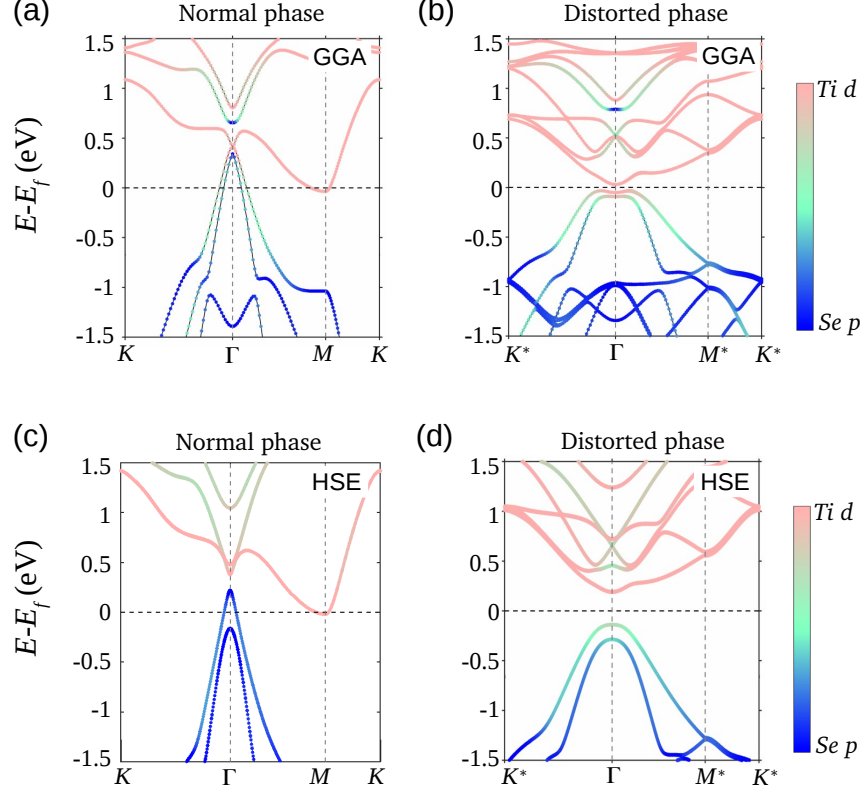 (a) Normal phase
(b) Distorted phase
1.5
1
0.5
0
-0.5
-1
-1.5
E-E_f (eV)
GGA
K Γ M K
1.5
1
0.5
0
-0.5
-1
-1.5
GGA
K* Γ M* K*
Ti d
Se p
(c) Normal phase
(d) Distorted phase
1.5
1
0.5
0
-0.5
-1
-1.5
E-E_f (eV)
HSE
K Γ M K
1.5
1
0.5
0
-0.5
-1
-1.5
HSE
K* Γ M* K*
Ti d
Se p